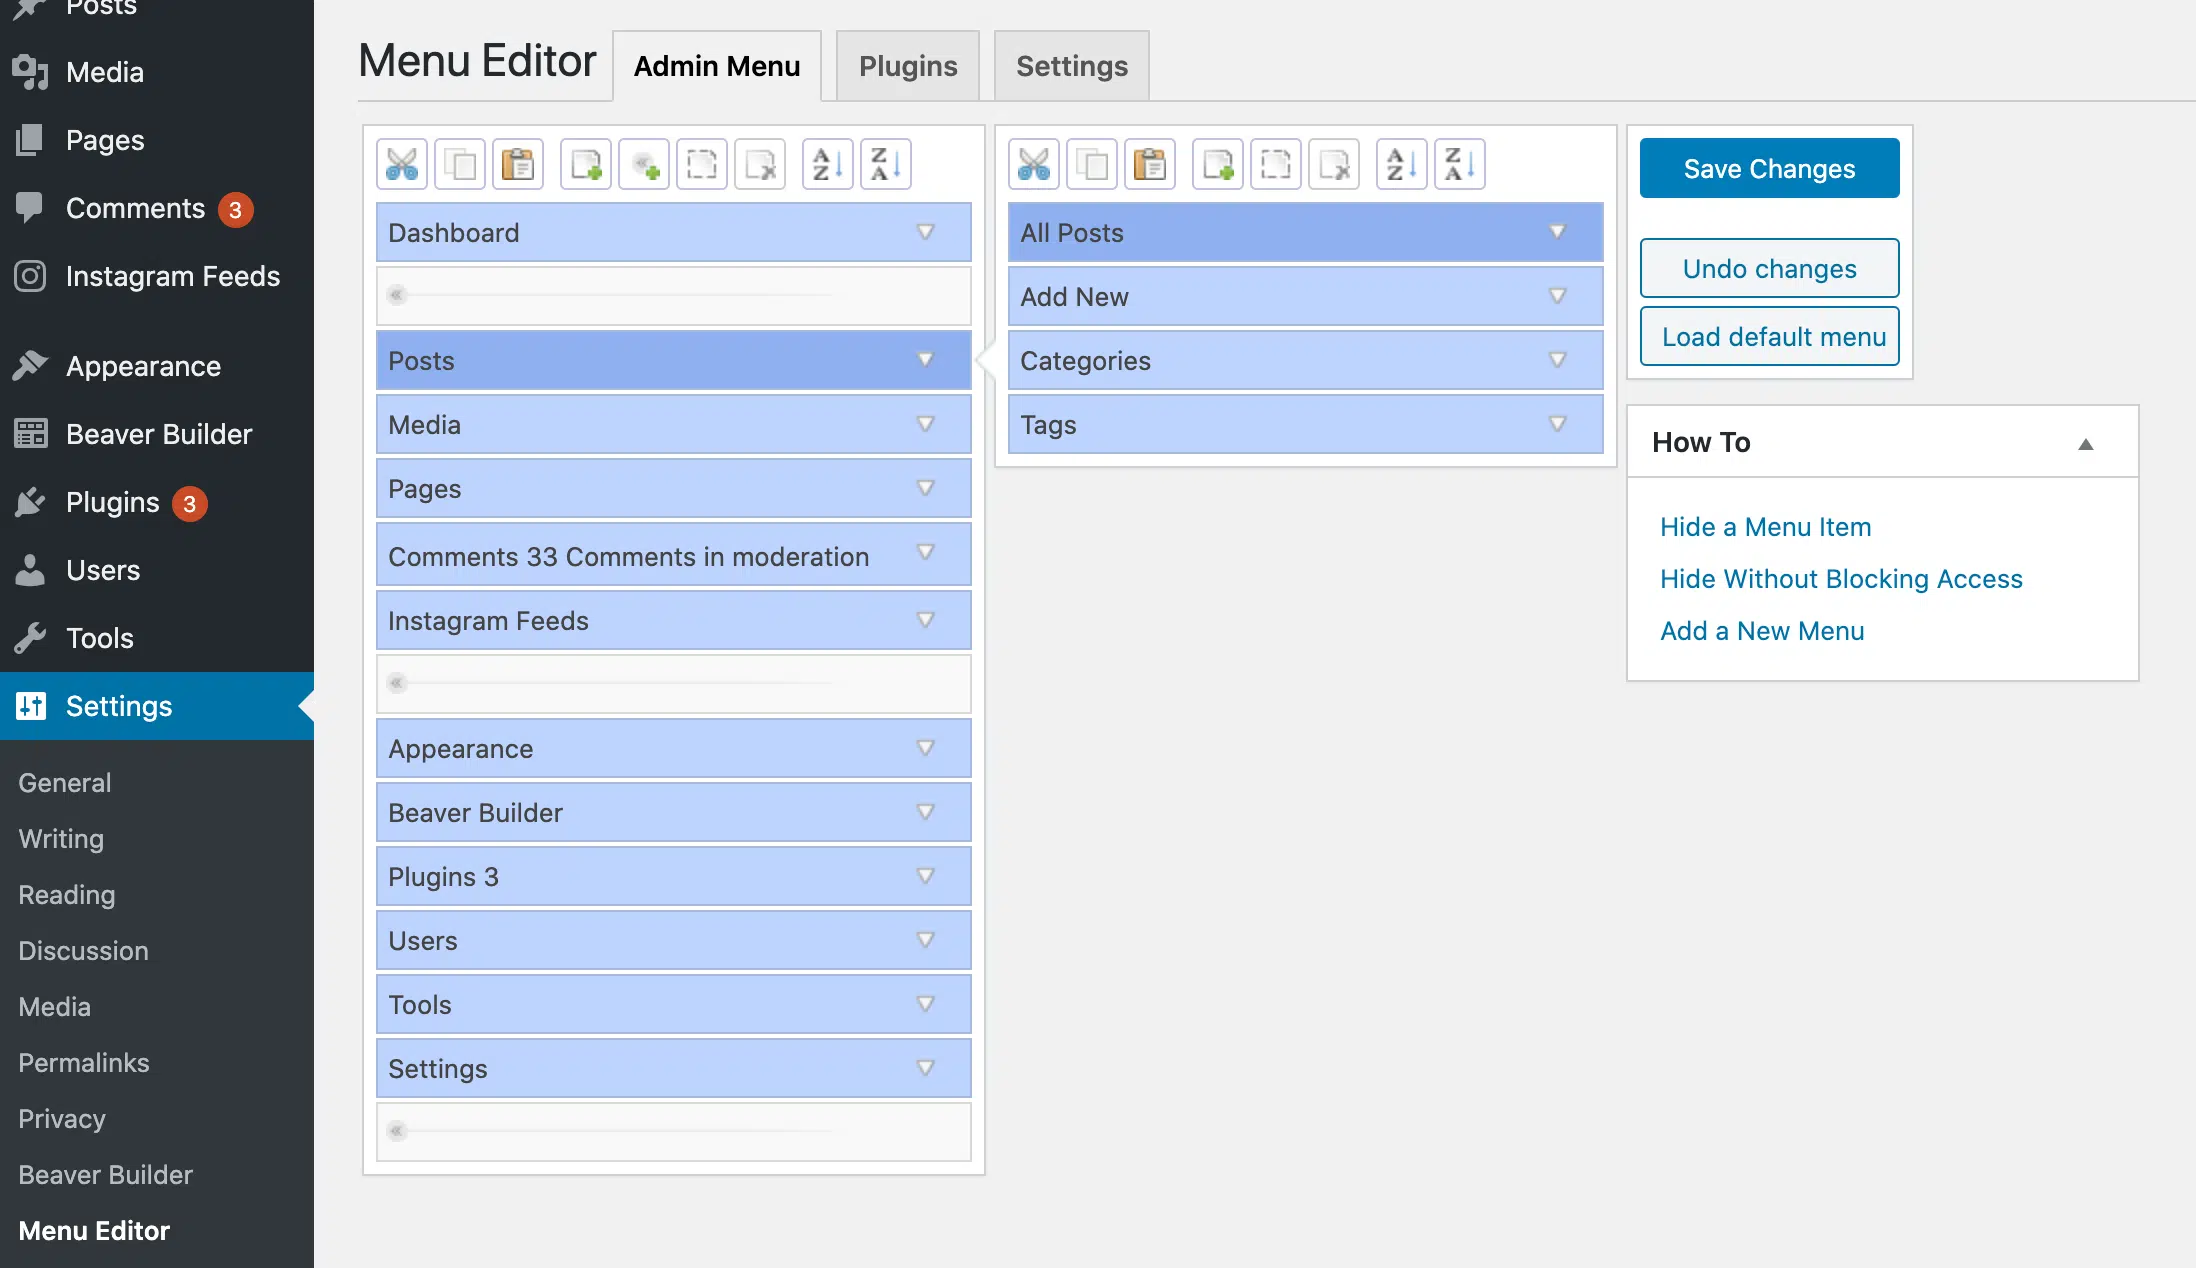 Posts
Media
Pages
Comments 3
Instagram Feeds
Appearance
Beaver Builder
Plugins 3
Users
Tools
Settings
General
Writing
Reading
Discussion
Media
Permalinks
Privacy
Beaver Builder
Menu Editor
Menu Editor
Admin Menu
Plugins
Settings
A Z
Z A
Dashboard
Posts
Media
Pages
Comments 33 Comments in moderation
Instagram Feeds
Appearance
Beaver Builder
Plugins 3
Users
Tools
Settings
A Z
Z A
All Posts
Add New
Categories
Tags
Save Changes
Undo changes
Load default menu
How To
Hide a Menu Item
Hide Without Blocking Access
Add a New Menu